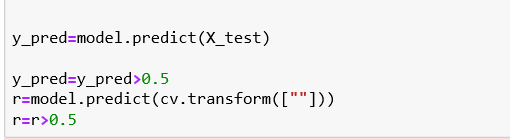 y_pred=model.predict(X_test)
y_pred=y_pred>0.5
r=model.predict(cv.transform([""]))
r=r>0.5